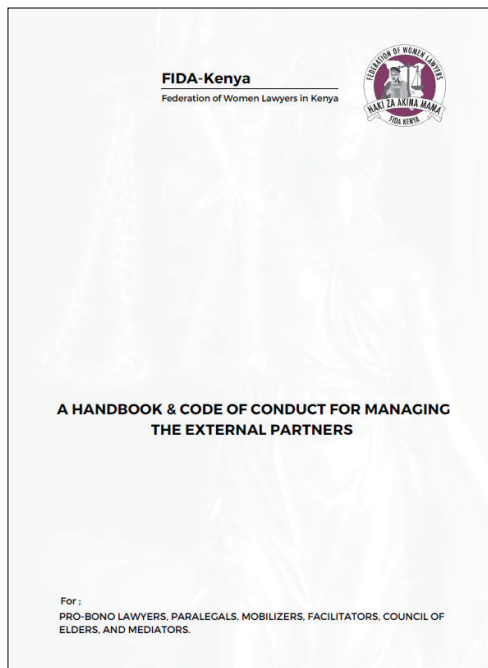 FIDA-Kenya
Federation of Women Lawyers in Kenya
FEDERATION OF WOMEN LAWYERS
HAKI ZA AKINA MAMA
FIDA KENYA
A HANDBOOK & CODE OF CONDUCT FOR MANAGING
THE EXTERNAL PARTNERS
For :
PRO-BONO LAWYERS, PARALEGALS, MOBILIZERS, FACILITATORS, COUNCIL OF
ELDERS, AND MEDIATORS.